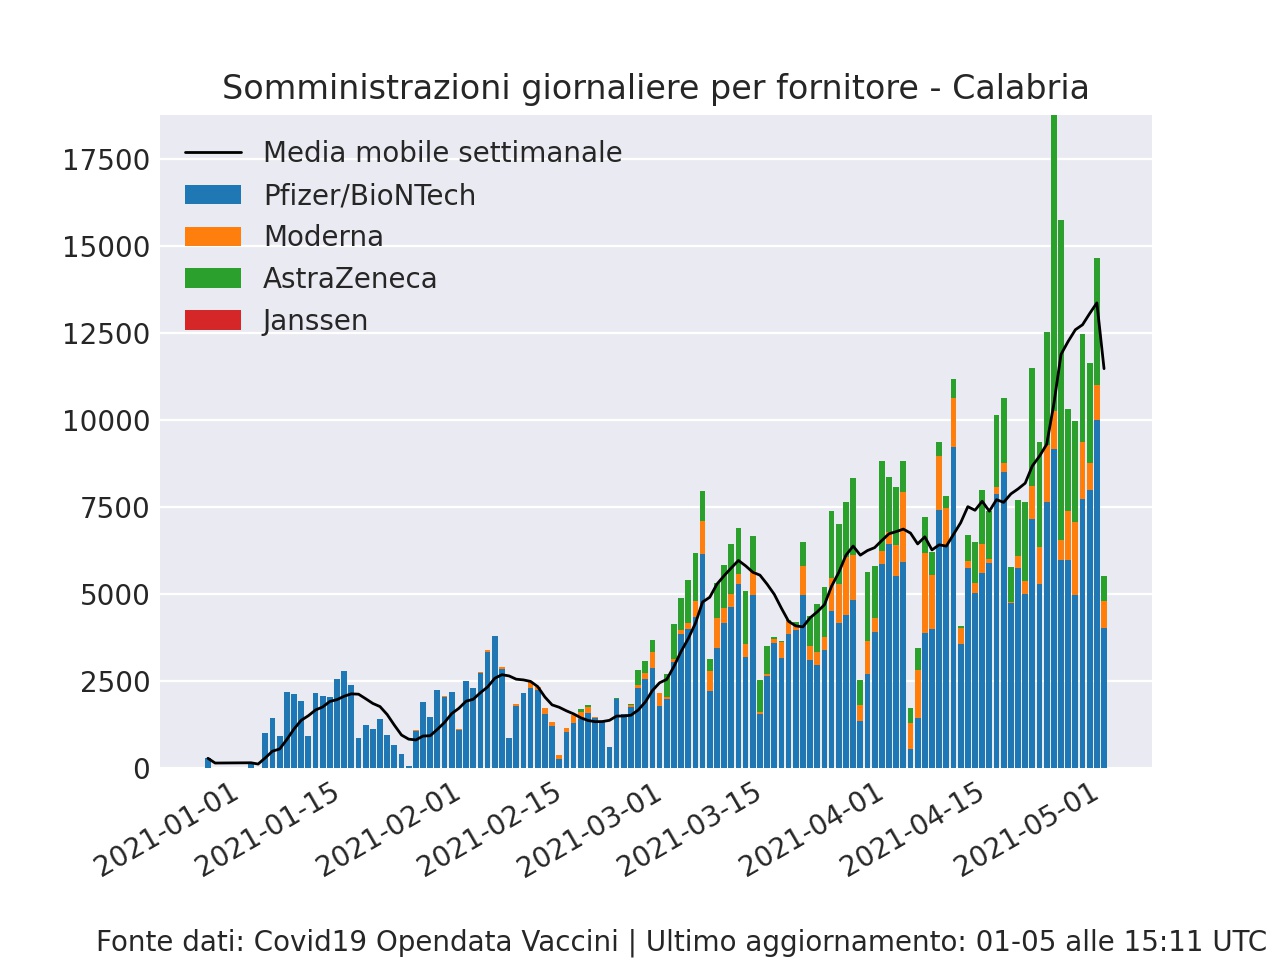 Somministrazioni giornaliere per fornitore - Calabria
Media mobile settimanale
Pfizer/BioNTech
Moderna
AstraZeneca
Janssen
17500
15000
12500
10000
7500
5000
2500
0
2021-01-01
2021-01-15
2021-02-01
2021-02-15
2021-03-01
2021-03-15
2021-04-01
2021-04-15
2021-05-01
Fonte dati: Covid19 Opendata Vaccini | Ultimo aggiornamento: 01-05 alle 15:11 UTC